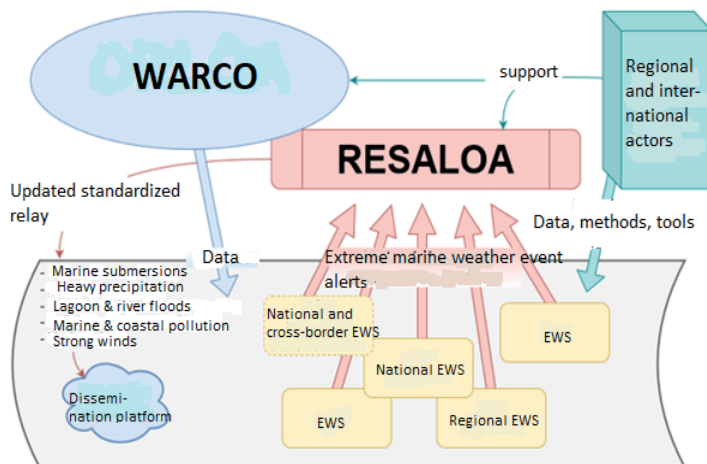 WARCO
support
Regional
and inter-
national
actors
RESALOA
Updated standardized
relay
Data, methods, tools
Data
Extreme marine weather event
alerts
- Marine submersions
- Heavy precipitation
- Lagoon & river floods
- Marine & coastal pollution
- Strong winds
National and
cross-border EWS
EWS
National EWS
Dissemi-
nation platform
EWS
Regional EWS